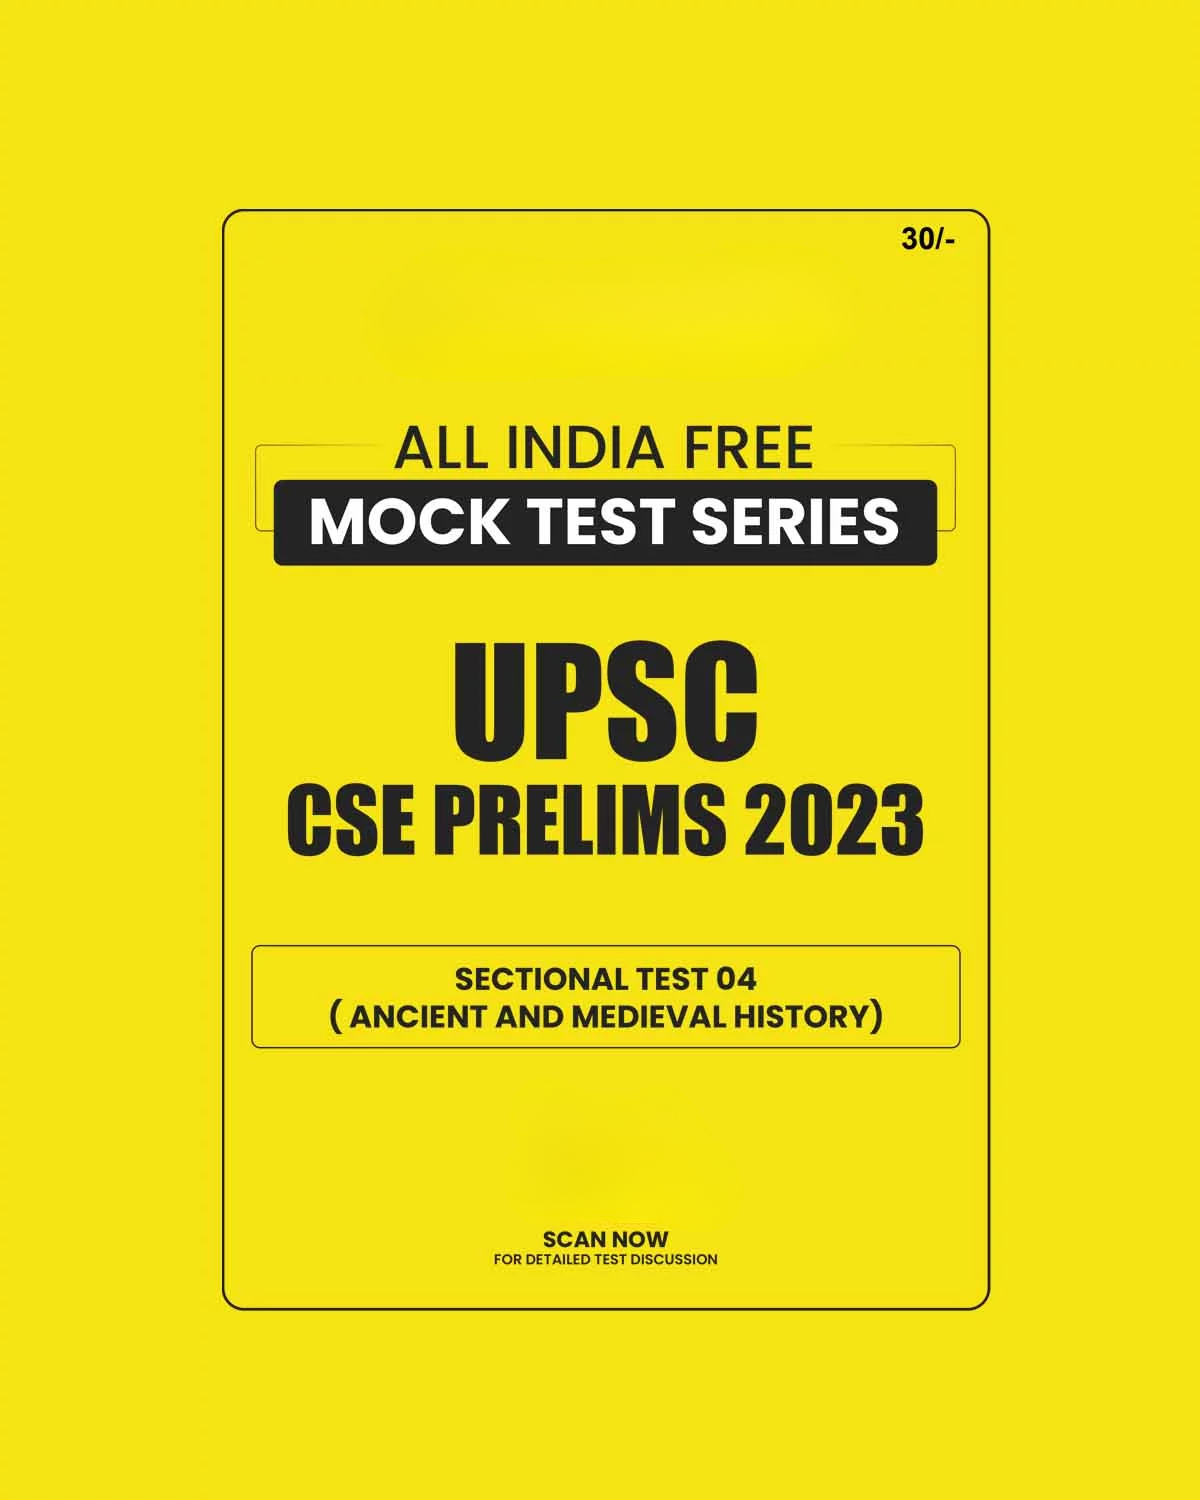 30/-
ALL INDIA FREE
MOCK TEST SERIES
UPSC
CSE PRELIMS 2023
SECTIONAL TEST 04
( ANCIENT AND MEDIEVAL HISTORY)
SCAN NOW
FOR DETAILED TEST DISCUSSION